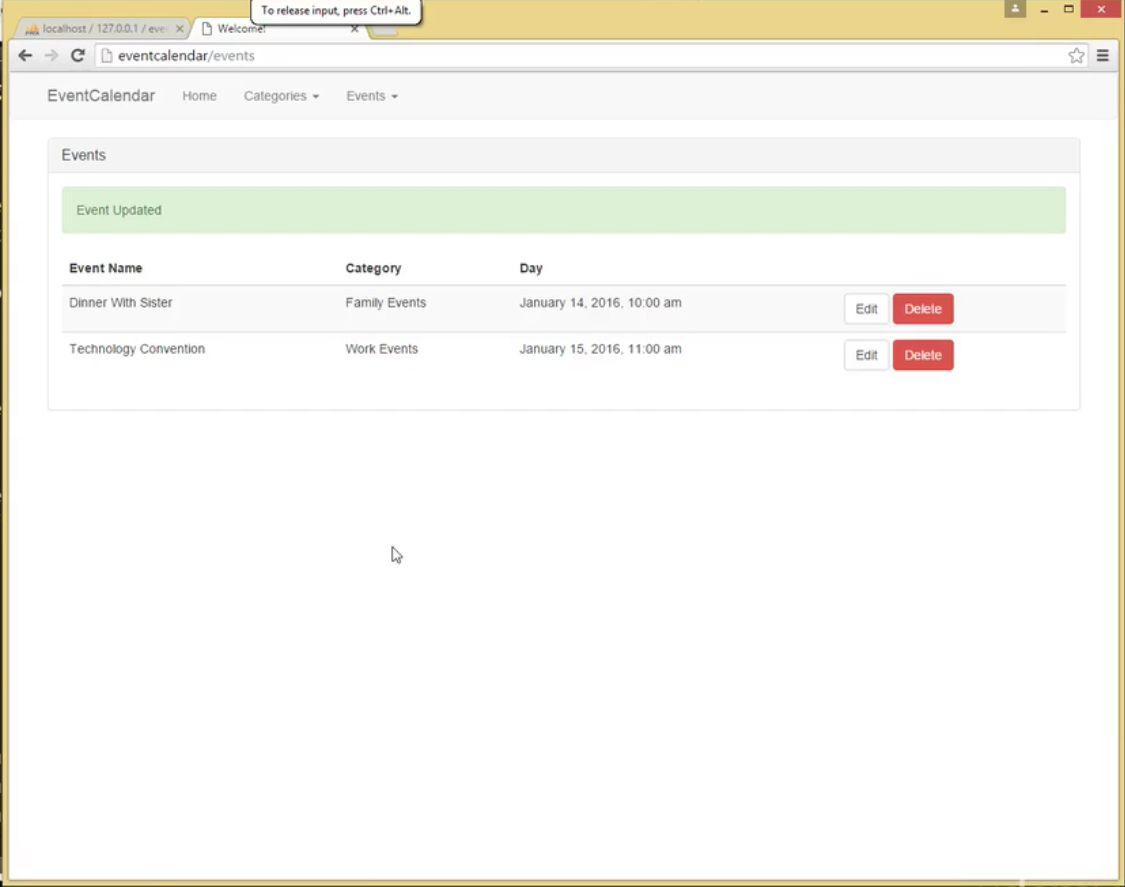 To release input, press Ctrl+Alt.
localhost / 127.0.0.1 / eve
Welcome!
eventcalendar/events
EventCalendar Home Categories Events
Events
Event Updated
Event Name Category Day
Dinner With Sister Family Events January 14, 2016, 10:00 am Edit Delete
Technology Convention Work Events January 15, 2016, 11:00 am Edit Delete